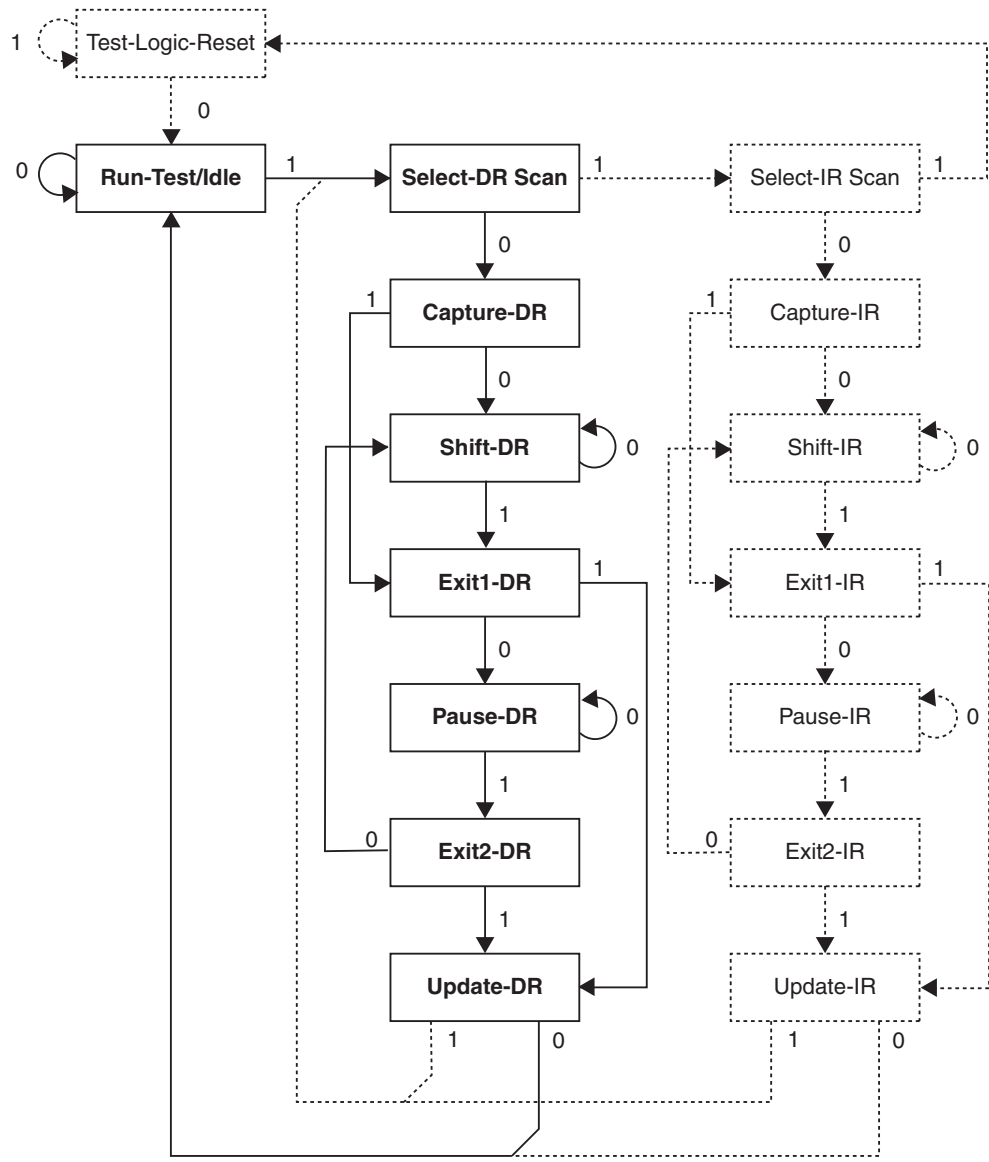 1
Test-Logic-Reset
0
0
Run-Test/Idle
1
Select-DR Scan
1
Select-IR Scan
1
0
0
1
Capture-DR
1
Capture-IR
0
0
Shift-DR
0
Shift-IR
0
1
1
Exit1-DR
1
Exit1-IR
1
0
0
Pause-DR
0
Pause-IR
0
1
1
0
Exit2-DR
0
Exit2-IR
1
1
Update-DR
Update-IR
1
0
1
0